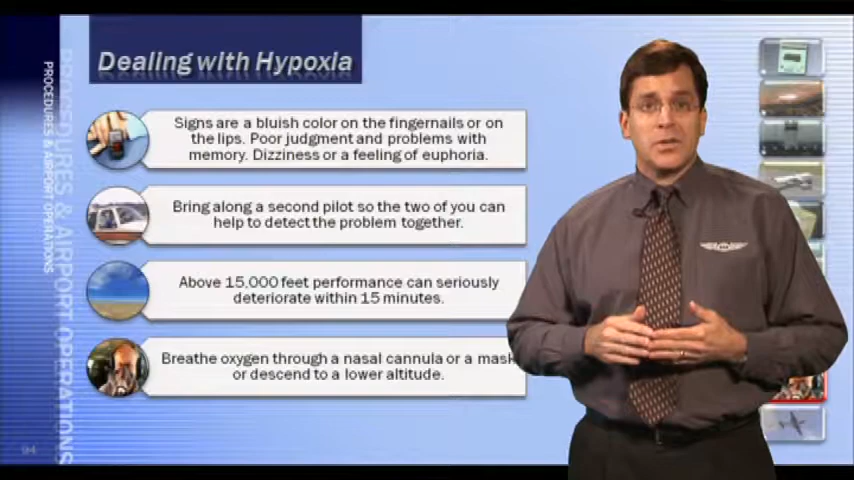 Dealing with Hypoxia
PROCEDURES & AIRPORT OPERATIONS
PROCEDURES & AIRPORT OPERATIONS
Signs are a bluish color on the fingernails or on
the lips. Poor judgment and problems with
memory. Dizziness or a feeling of euphoria.
Bring along a second pilot so the two of you can
help to detect the problem together.
Above 15,000 feet performance can seriously
deteriorate within 15 minutes.
Breathe oxygen through a nasal cannula or a mask
or descend to a lower altitude.
94